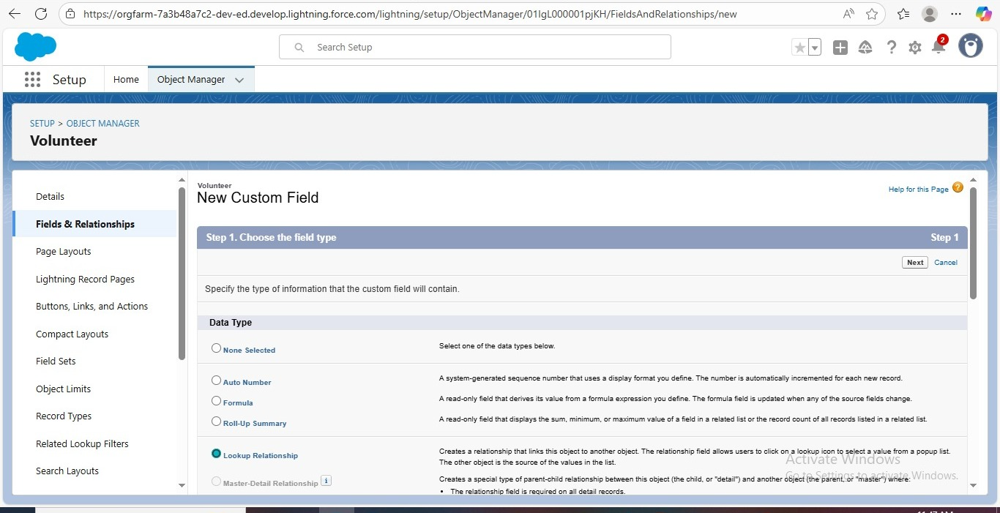 https://orgfarm-7a3b48a7c2-dev-ed.develop.lightning.force.com/lightning/setup/ObjectManager/01IgL000001pjKH/FieldsAndRelationships/new
Search Setup
2
Setup
Home
Object Manager
SETUP > OBJECT MANAGER
Volunteer
Details
Fields & Relationships
Page Layouts
Lightning Record Pages
Buttons, Links, and Actions
Compact Layouts
Field Sets
Object Limits
Record Types
Related Lookup Filters
Search Layouts
Volunteer
New Custom Field
Help for this Page ?
Step 1. Choose the field type
Step 1
Next Cancel
Specify the type of information that the custom field will contain.
Data Type
None Selected
Select one of the data types below.
Auto Number
A system-generated sequence number that uses a display format you define. The number is automatically incremented for each new record.
Formula
A read-only field that derives its value from a formula expression you define. The formula field is updated when any of the source fields change.
Roll-Up Summary
A read-only field that displays the sum, minimum, or maximum value of a field in a related list or the record count of all records listed in a related list.
Lookup Relationship
Creates a relationship that links this object to another object. The relationship field allows users to click on a lookup icon to select a value from a popup list.
The other object is the source of the values in the list.
Master-Detail Relationship i
Creates a special type of parent-child relationship between this object (the child, or "detail") and another object (the parent, or "master") where:
• The relationship field is required on all detail records.
Activate Windows
Go to Settings to activate Windows.